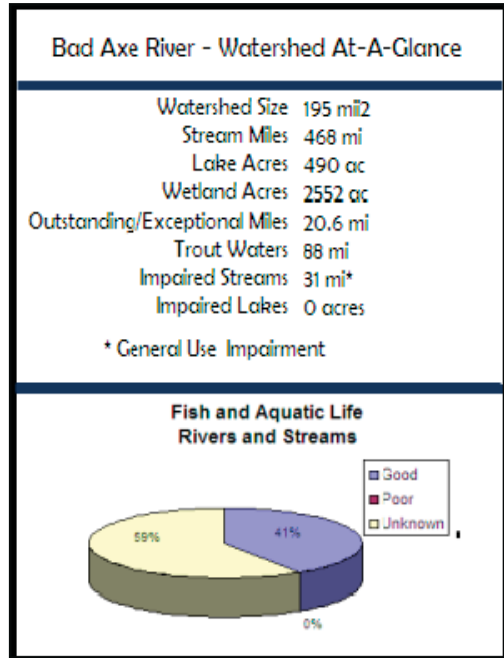 Bad Axe River - Watershed At-A-Glance
Watershed Size 195 mii2
Stream Miles 468 mi
Lake Acres 490 ac
Wetland Acres 2552 ac
Outstanding/Exceptional Miles 20.6 mi
Trout Waters 88 mi
Impaired Streams 31 mi*
Impaired Lakes 0 acres
* General Use Impairment
Fish and Aquatic Life
Rivers and Streams
Good
Poor
Unknown
59%
41%
0%